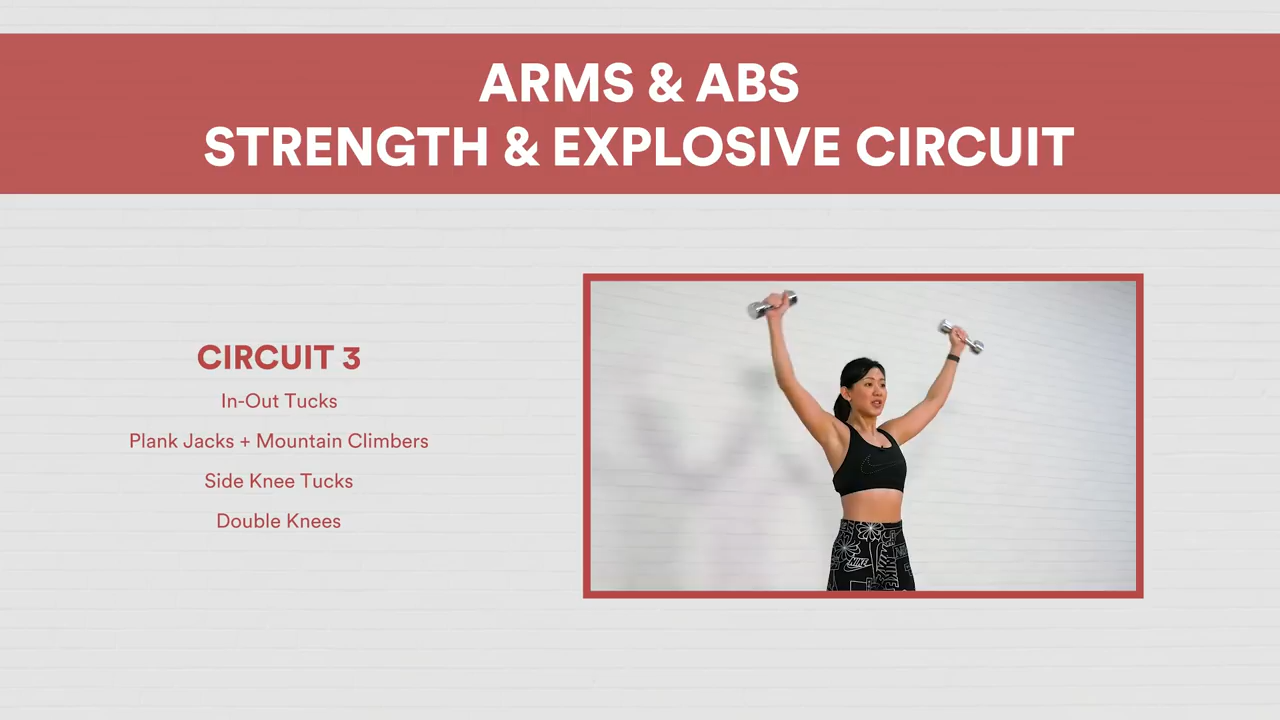 ARMS & ABS
STRENGTH & EXPLOSIVE CIRCUIT
CIRCUIT 3
In-Out Tucks
Plank Jacks + Mountain Climbers
Side Knee Tucks
Double Knees
NIKE